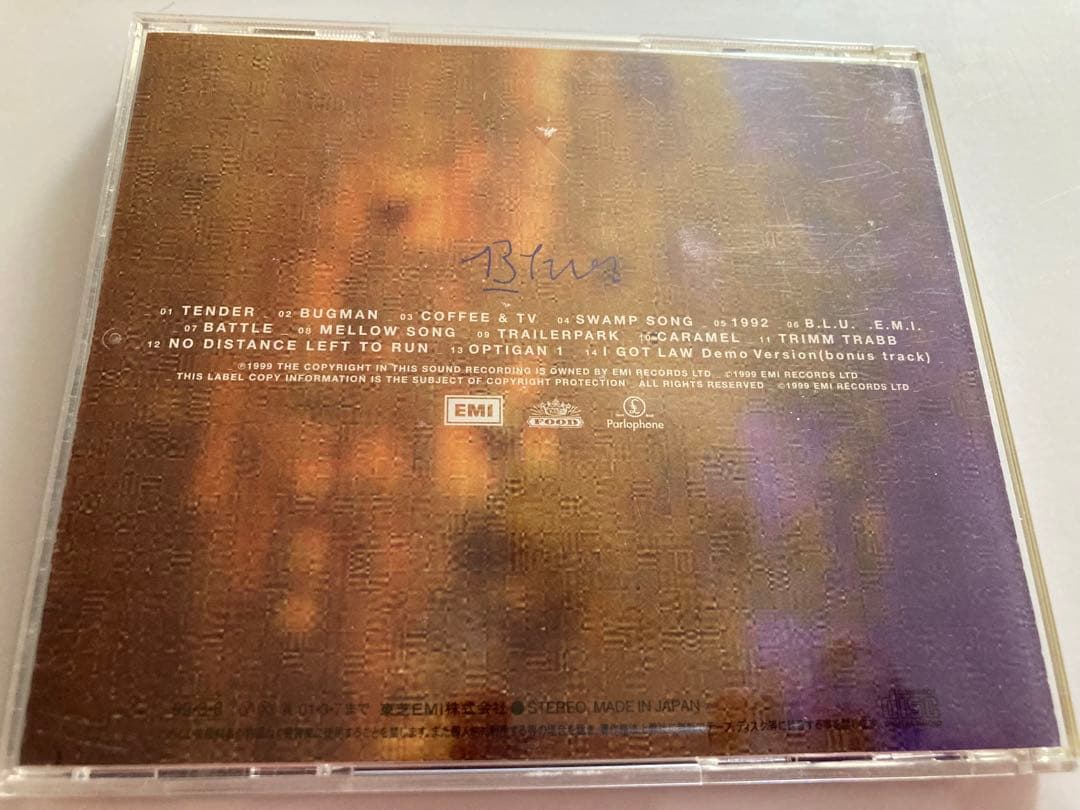 Blur
01 TENDER 02 BUGMAN 03 COFFEE & TV 04 SWAMP SONG 05 1992 06 B.L.U. .E.M.I.
07 BATTLE 08 MELLOW SONG 09 TRAILERPARK 10 CARAMEL 11 TRIMM TRABB
12 NO DISTANCE LEFT TO RUN 13 OPTIGAN 1 14 I GOT LAW Demo Version(bonus track)
℗1999 THE COPYRIGHT IN THIS SOUND RECORDING IS OWNED BY EMI RECORDS LTD ©1999 EMI RECORDS LTD
THIS LABEL COPY INFORMATION IS THE SUBJECT OF COPYRIGHT PROTECTION ALL RIGHTS RESERVED ©1999 EMI RECORDS LTD
EMI FOOD Parlophone
まで 東芝EMI株式会社 ● STEREO, MADE IN JAPAN